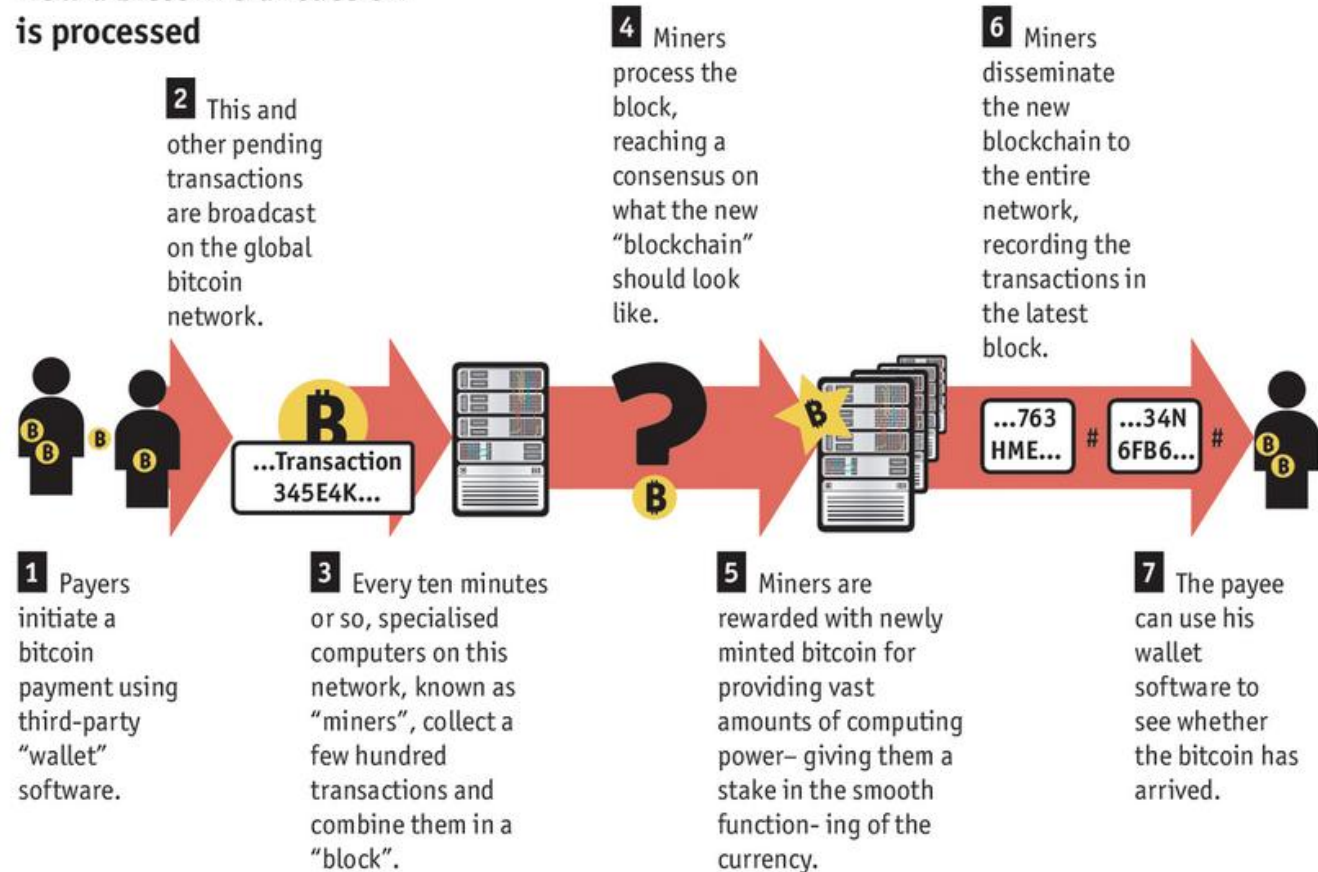 is processed
1 Payers
initiate a
bitcoin
payment using
third-party
“wallet”
software.
2 This and
other pending
transactions
are broadcast
on the global
bitcoin
network.
3 Every ten minutes
or so, specialised
computers on this
network, known as
“miners”, collect a
few hundred
transactions and
combine them in a
“block”.
4 Miners
process the
block,
reaching a
consensus on
what the new
“blockchain”
should look
like.
5 Miners are
rewarded with newly
minted bitcoin for
providing vast
amounts of computing
power– giving them a
stake in the smooth
function- ing of the
currency.
6 Miners
disseminate
the new
blockchain to
the entire
network,
recording the
transactions in
the latest
block.
7 The payee
can use his
wallet
software to
see whether
the bitcoin has
arrived.
...Transaction
345E4K...
?
...763
HME...
#
...34N
6FB6...
#